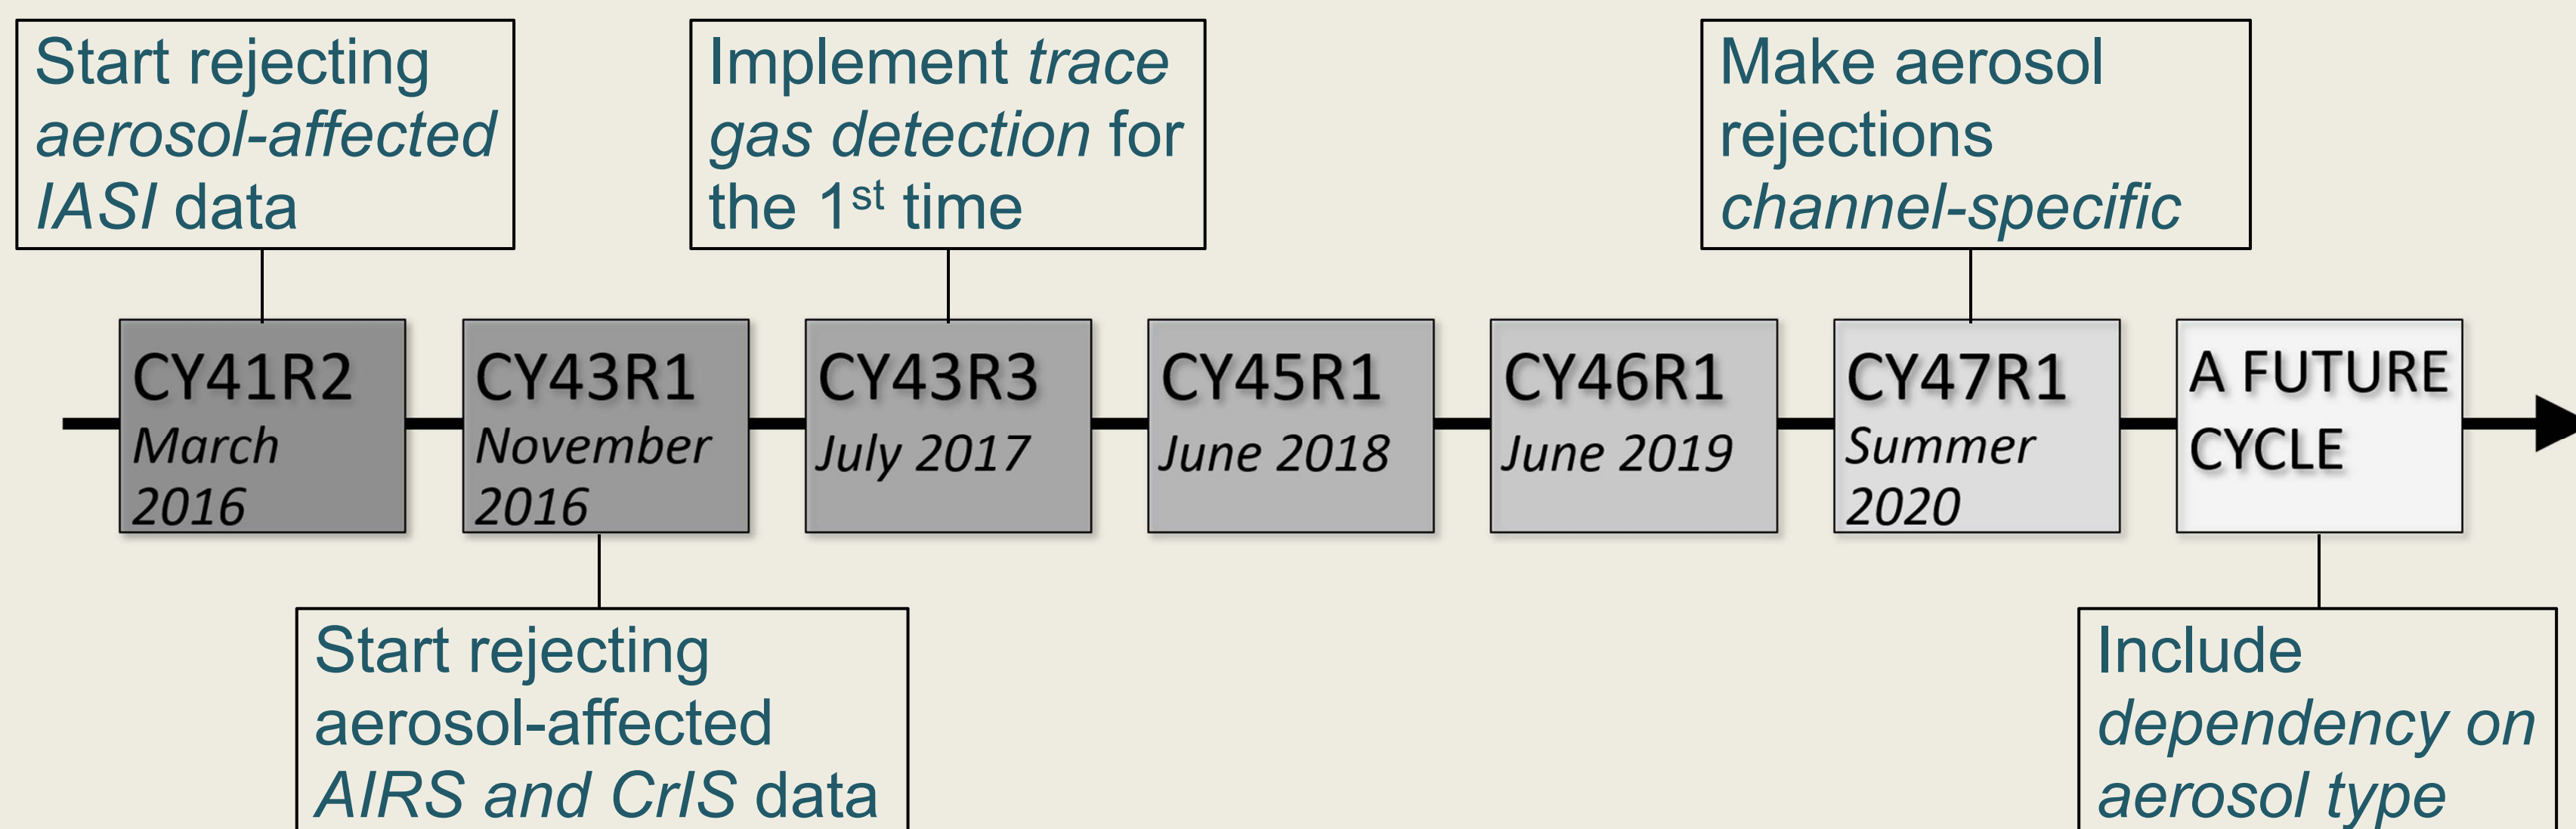 Start rejecting
aerosol-affected
IASI data
Implement trace
gas detection for
the 1st time
Make aerosol
rejections
channel-specific
CY41R2
March
2016
CY43R1
November
2016
CY43R3
July 2017
CY45R1
June 2018
CY46R1
June 2019
CY47R1
Summer
2020
A FUTURE
CYCLE
Start rejecting
aerosol-affected
AIRS and CrIS data
Include
dependency on
aerosol type